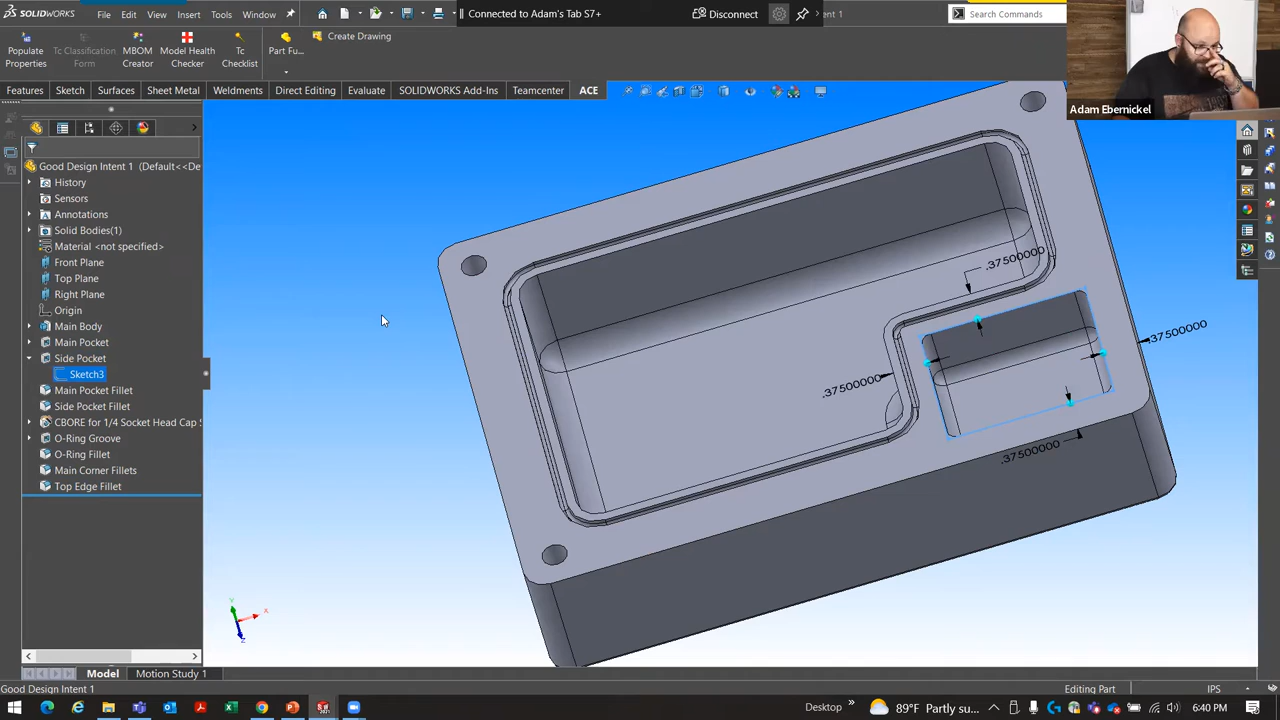 SOLIDWORKS
File
Edit
View
Insert
Tools
Window
Connected to Adam's Tab S7+
Disconnect
ent 1
Search Commands
Populate Properties
Tc Classification Form
MBOM Creator
Model Health Checker
Tc Checklist
Part Fu...
Create Drawing
Features
Sketch
Surfaces
Sheet Metal
Weldments
Direct Editing
Evaluate
SOLIDWORKS Add-Ins
Teamcenter
ACE
Adam Ebernickel
Good Design Intent 1 (Default<<De
History
Sensors
Annotations
Solid Bodies(1)
Material <not specified>
Front Plane
Top Plane
Right Plane
Origin
Main Body
Main Pocket
Side Pocket
Sketch3
Main Pocket Fillet
Side Pocket Fillet
CBORE for 1/4 Socket Head Cap S
O-Ring Groove
O-Ring Fillet
Main Corner Fillets
Top Edge Fillet
.37500000
.37500000
.37500000
.37500000
Y
X
Z
Model
Motion Study 1
Good Design Intent 1
Editing Part
IPS
Desktop
89°F Partly su...
6:40 PM